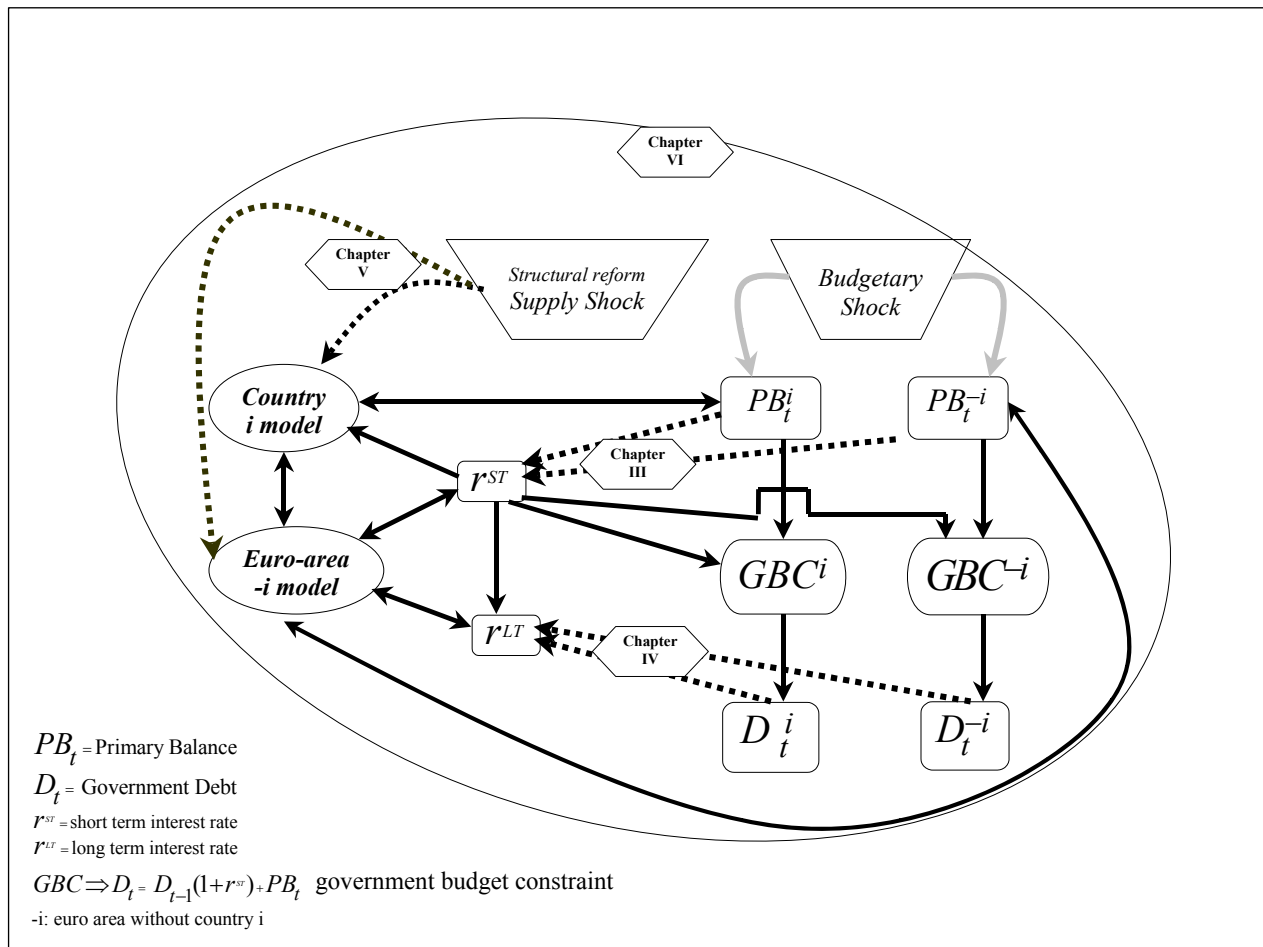 Chapter
VI
Chapter
V
Structural reform
Supply Shock
Budgetary
Shock
Country
i model
PB_t^i
PB_t^{-i}
Chapter
III
r^{ST}
Euro-area
-i model
GBC^i
GBC^{-i}
r^{LT}
Chapter
IV
D_t^i
D_t^{-i}
PB_t = Primary Balance
D_t = Government Debt
r^{ST} = short term interest rate
r^{LT} = long term interest rate
GBC ⇒ D_t = D_{t-1}(1+r^{ST}) + PB_t government budget constraint
-i: euro area without country i